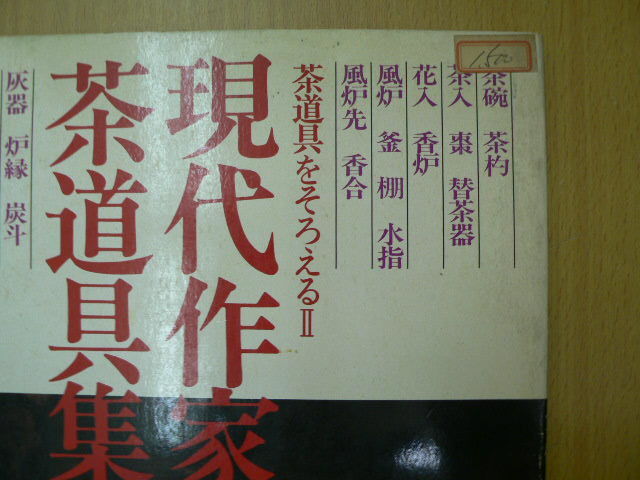 1,500
茶碗 茶杓
茶入 棗 替茶器
花入 香炉
風炉 釜 棚 水指
風炉先 香合
茶道具をそろえるII
現代作家
茶道具集
灰器 炉縁 炭斗